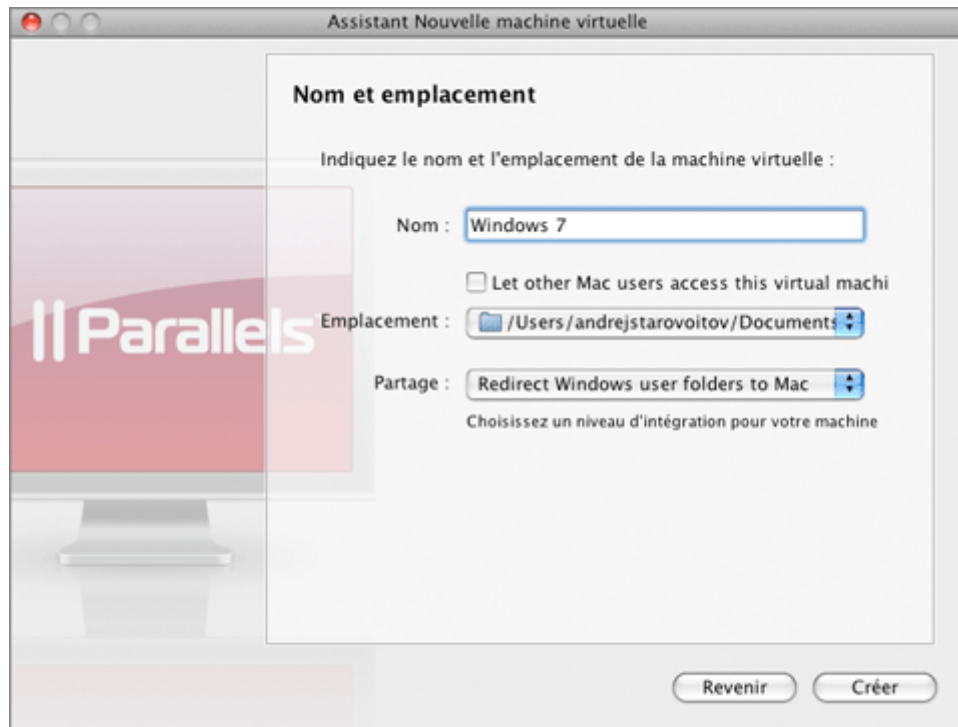 Assistant Nouvelle machine virtuelle
Nom et emplacement
Indiquez le nom et l'emplacement de la machine virtuelle :
Nom : Windows 7
Let other Mac users access this virtual machi
Emplacement : /Users/andrejstarovoitov/Documents
Partage : Redirect Windows user folders to Mac
Choisissez un niveau d'intégration pour votre machine
Parallels
Revenir Créer